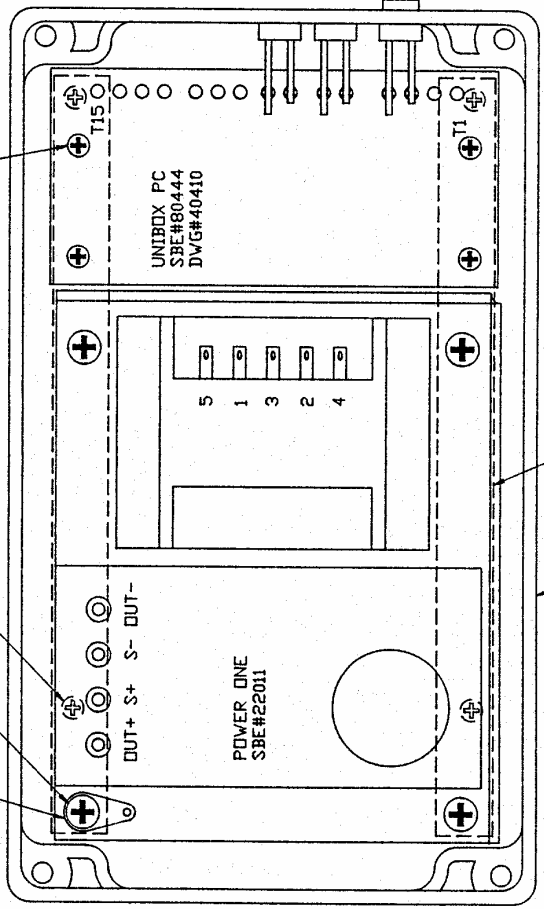 T15
T1
UNIBOX PC
SBE#80444
DWG#40410
5
1
3
2
4
OUT+ S+ S- OUT-
POWER ONE
SBE#22011